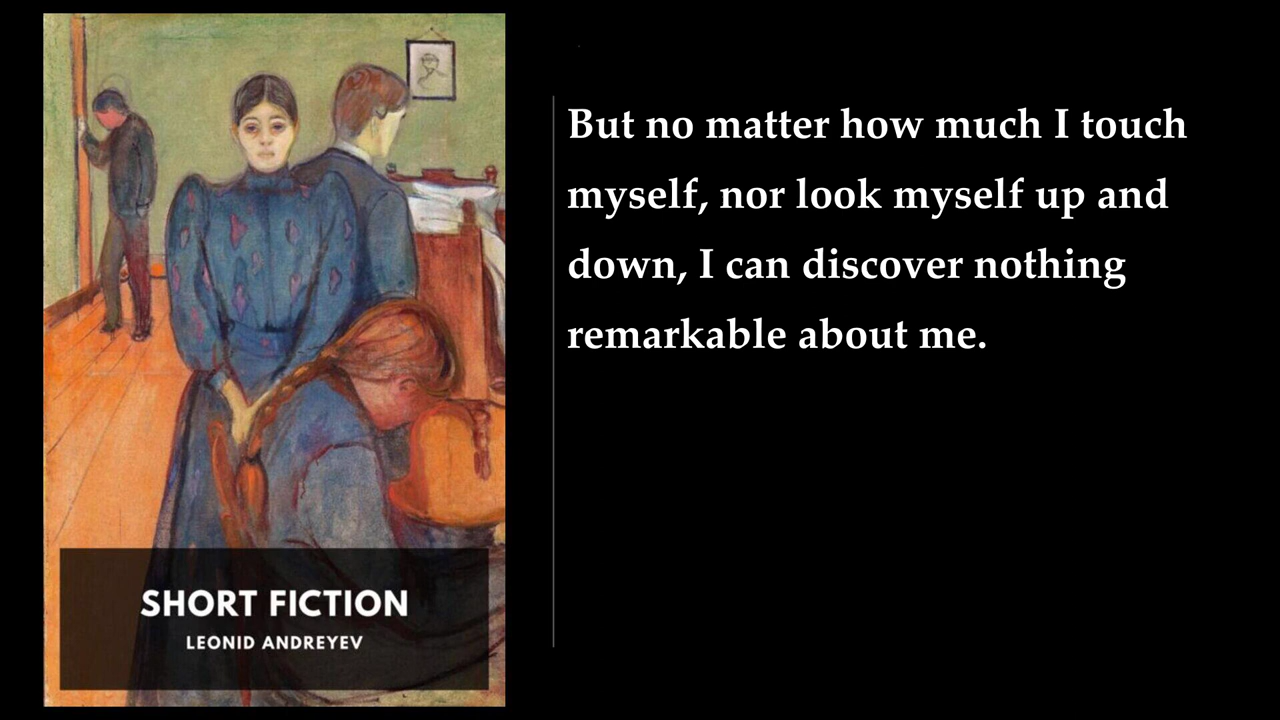 But no matter how much I touch
myself, nor look myself up and
down, I can discover nothing
remarkable about me.
SHORT FICTION
LEONID ANDREYEV